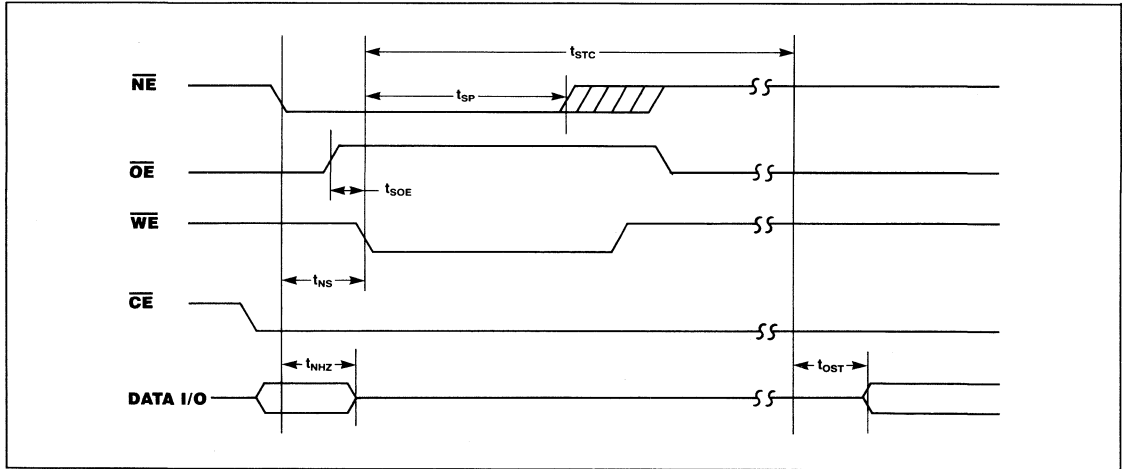 tSTC
NE
tSP
OE
tSOE
WE
tNS
CE
tNHZ
tOST
DATA I/O